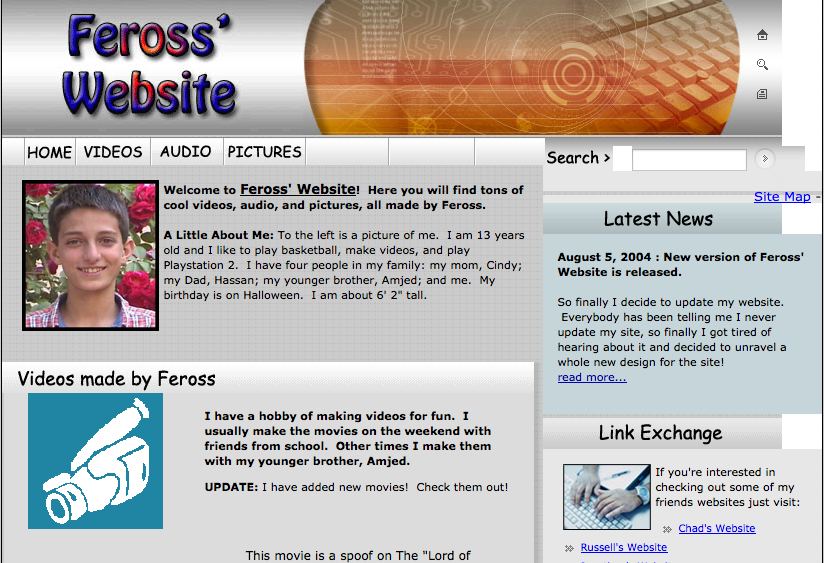 Feross'
Website
HOME VIDEOS AUDIO PICTURES
Search >
Site Map -
Welcome to Feross' Website!  Here you will find tons of
cool videos, audio, and pictures, all made by Feross.
A Little About Me: To the left is a picture of me.  I am 13 years
old and I like to play basketball, make videos, and play
Playstation 2.  I have four people in my family: my mom, Cindy;
my Dad, Hassan; my younger brother, Amjed; and me.  My
birthday is on Halloween.  I am about 6' 2" tall.
Videos made by Feross
I have a hobby of making videos for fun.  I
usually make the movies on the weekend with
friends from school.  Other times I make them
with my younger brother, Amjed.
UPDATE: I have added new movies!  Check them out!
This movie is a spoof on The "Lord of
Latest News
August 5, 2004 : New version of Feross'
Website is released.
So finally I decide to update my website.
Everybody has been telling me I never
update my site, so finally I got tired of
hearing about it and decided to unravel a
whole new design for the site!
read more...
Link Exchange
If you're interested in
checking out some of my
friends websites just visit:
Chad's Website
Russell's Website